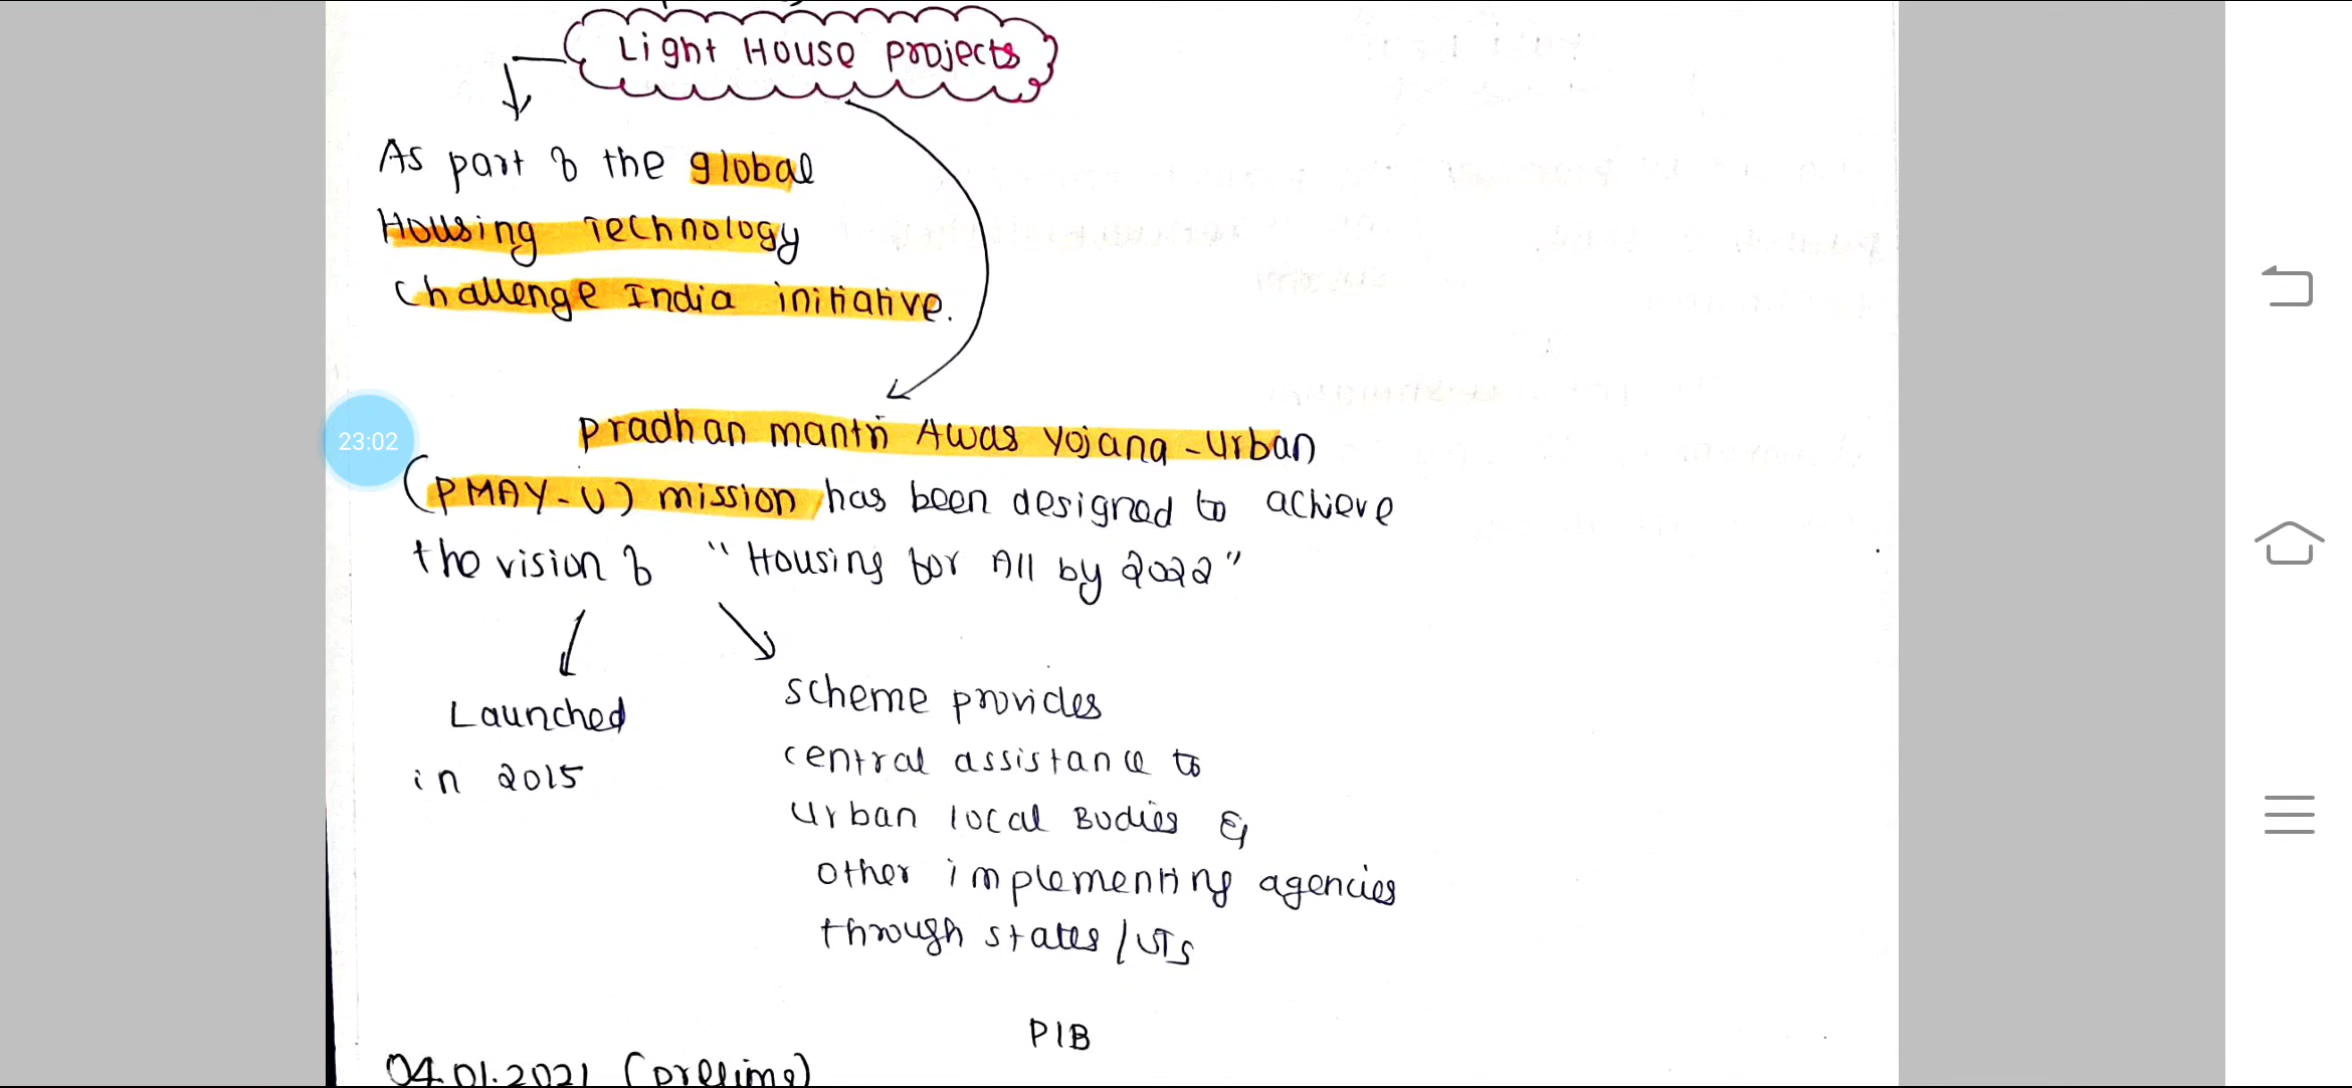 Light House projects
As part of the global
Housing Technology
Challenge India initiative.
23:02
pradhan mantri Awas Yojana - Urban
(PMAY-U) mission has been designed to achieve
the vision of "Housing for All by 2022"
Launched
in 2015
scheme provides
central assistance to
Urban local Bodies &
other implementing agencies
through states/UTs
PIB
04.01.2021 (prelims)